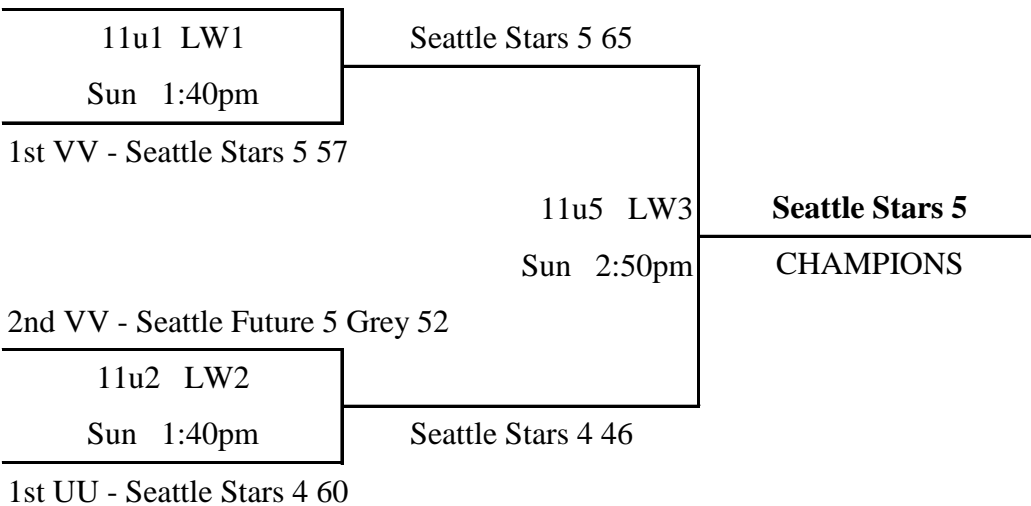 11u1 LW1
Seattle Stars 5 65
Sun 1:40pm
1st VV - Seattle Stars 5 57
11u5 LW3
Seattle Stars 5
Sun 2:50pm
CHAMPIONS
2nd VV - Seattle Future 5 Grey 52
11u2 LW2
Sun 1:40pm
Seattle Stars 4 46
1st UU - Seattle Stars 4 60